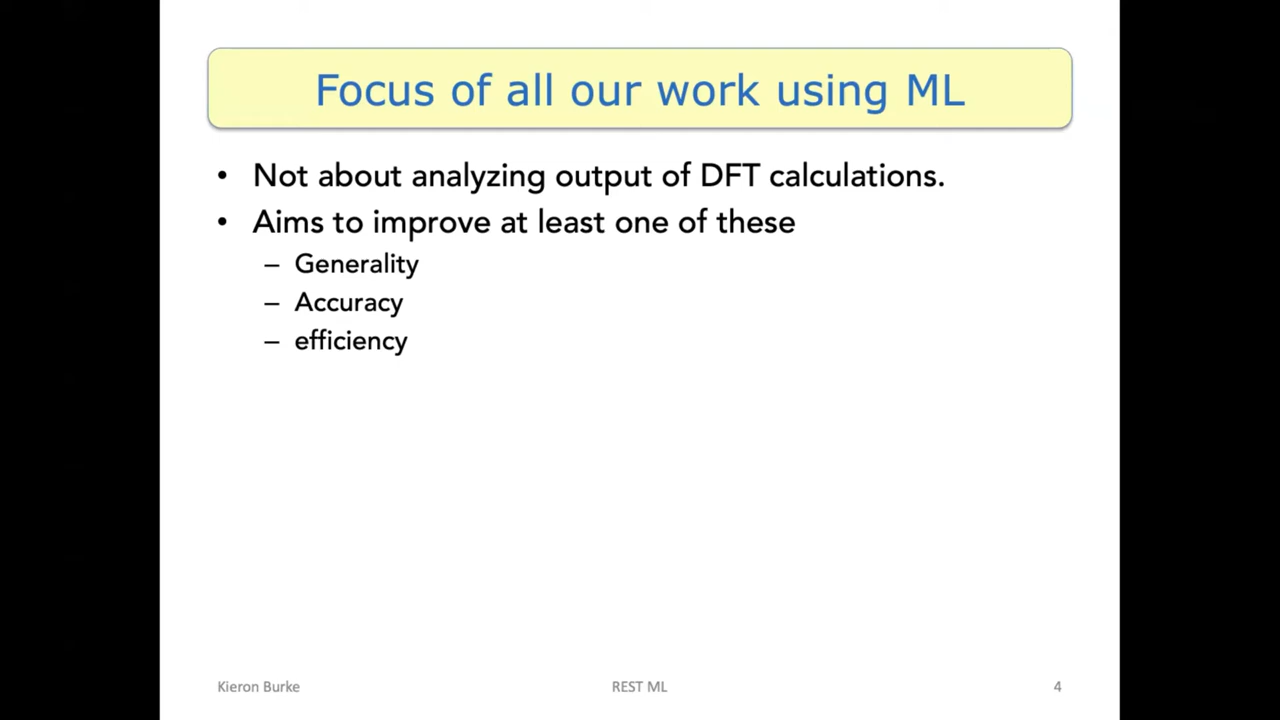 Focus of all our work using ML
• Not about analyzing output of DFT calculations.
• Aims to improve at least one of these
– Generality
– Accuracy
– efficiency
Kieron Burke
REST ML
4